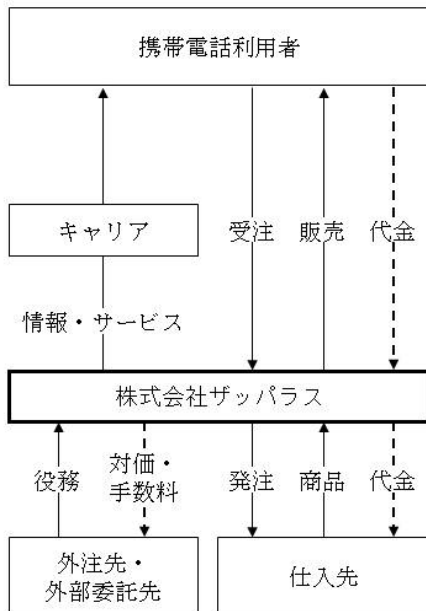 携帯電話利用者
キャリア
受注
販売
代金
情報・サービス
株式会社ザッパラス
役務
対価・
手数料
発注
商品
代金
外注先・
外部委託先
仕入先